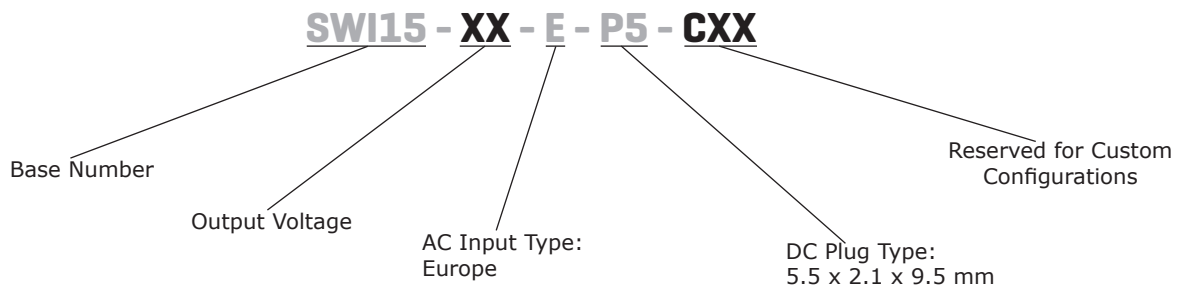 SWI15 - XX - E - P5 - CXX
Base Number
Output Voltage
AC Input Type:
Europe
DC Plug Type:
5.5 x 2.1 x 9.5 mm
Reserved for Custom
Configurations